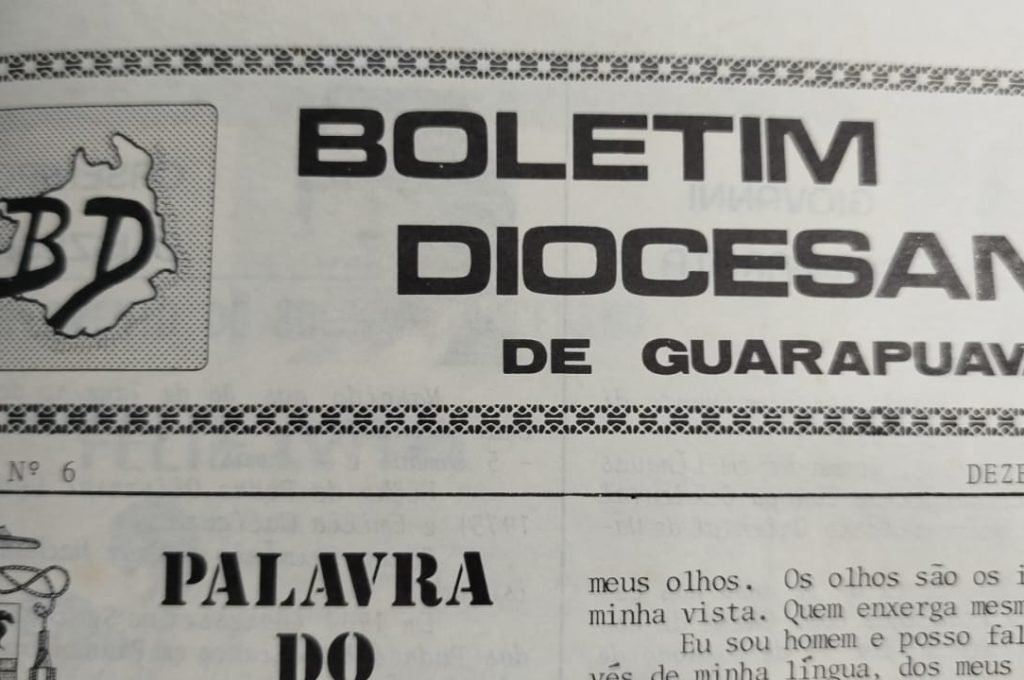 BD
BOLETIM
DIOCESAN
DE GUARAPUAV
Nº 6
DEZE
PALAVRA
DO
meus olhos. Os olhos são os
minha vista. Quem enxerga mesm
Eu sou homem e posso fal
vés de minha língua, dos meus